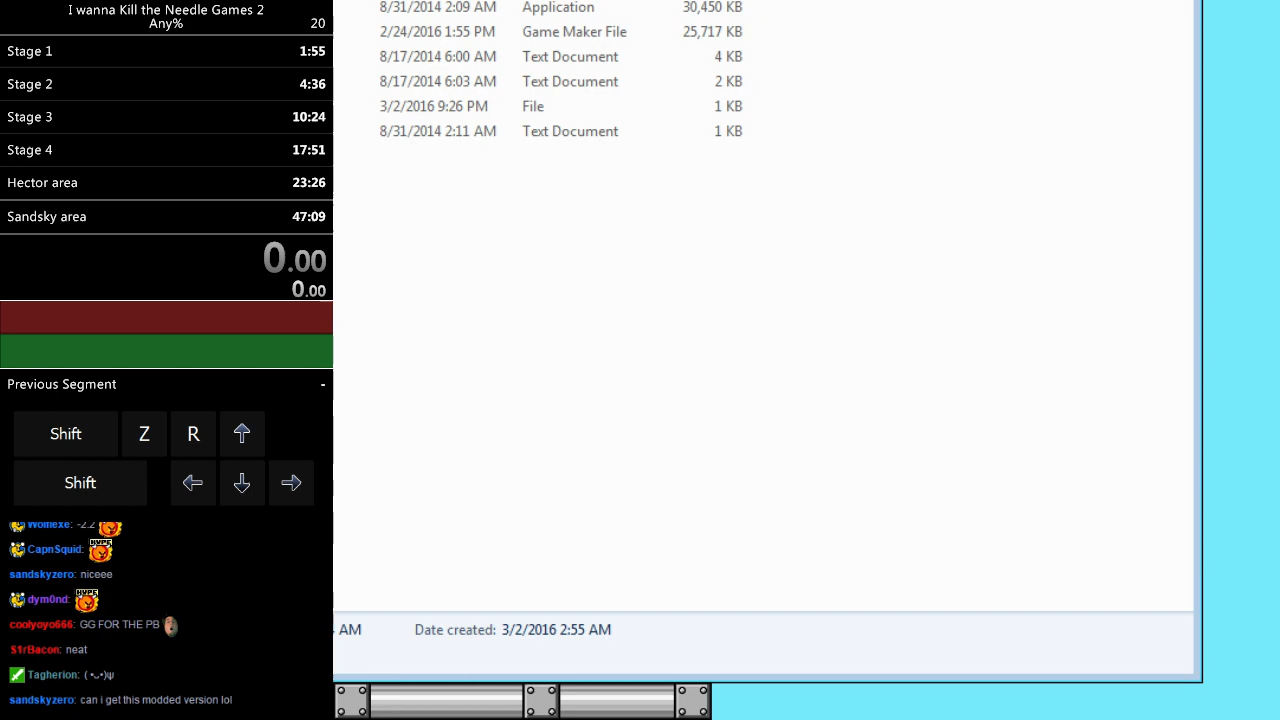 I wanna Kill the Needle Games 2
Any% 20
Stage 1 1:55
Stage 2 4:36
Stage 3 10:24
Stage 4 17:51
Hector area 23:26
Sandsky area 47:09
0.00
0.00
Previous Segment -
Shift Z R
Shift
Womexe: -2.2
CapnSquid: HYPE
sandskyzero: niceee
dym0nd: HYPE
coolyoyo666: GG FOR THE PB
S1rBacon: neat
Tagherion: ( •ᴗ•)ψ
sandskyzero: can i get this modded version lol
8/31/2014 2:09 AM Application 30,450 KB
2/24/2016 1:55 PM Game Maker File 25,717 KB
8/17/2014 6:00 AM Text Document 4 KB
8/17/2014 6:03 AM Text Document 2 KB
3/2/2016 9:26 PM File 1 KB
8/31/2014 2:11 AM Text Document 1 KB
AM Date created: 3/2/2016 2:55 AM